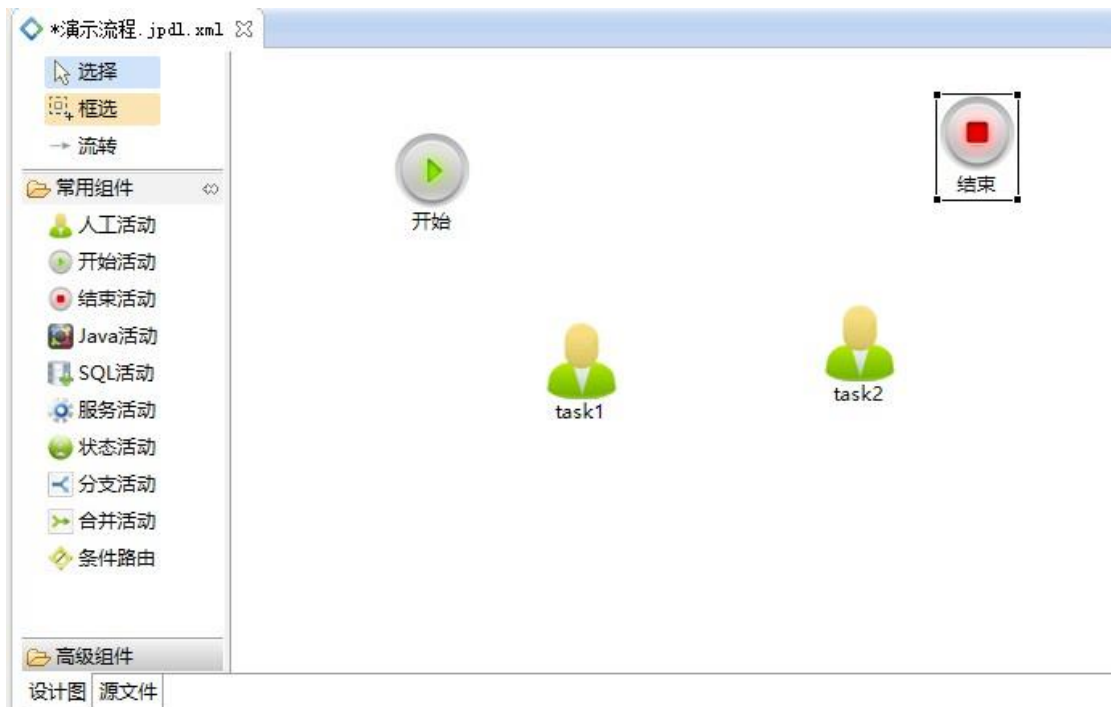 *演示流程.jpdl.xml
选择
框选
流转
常用组件
人工活动
开始活动
结束活动
Java活动
SQL活动
服务活动
状态活动
分支活动
合并活动
条件路由
高级组件
设计图 源文件
开始
结束
task1
task2